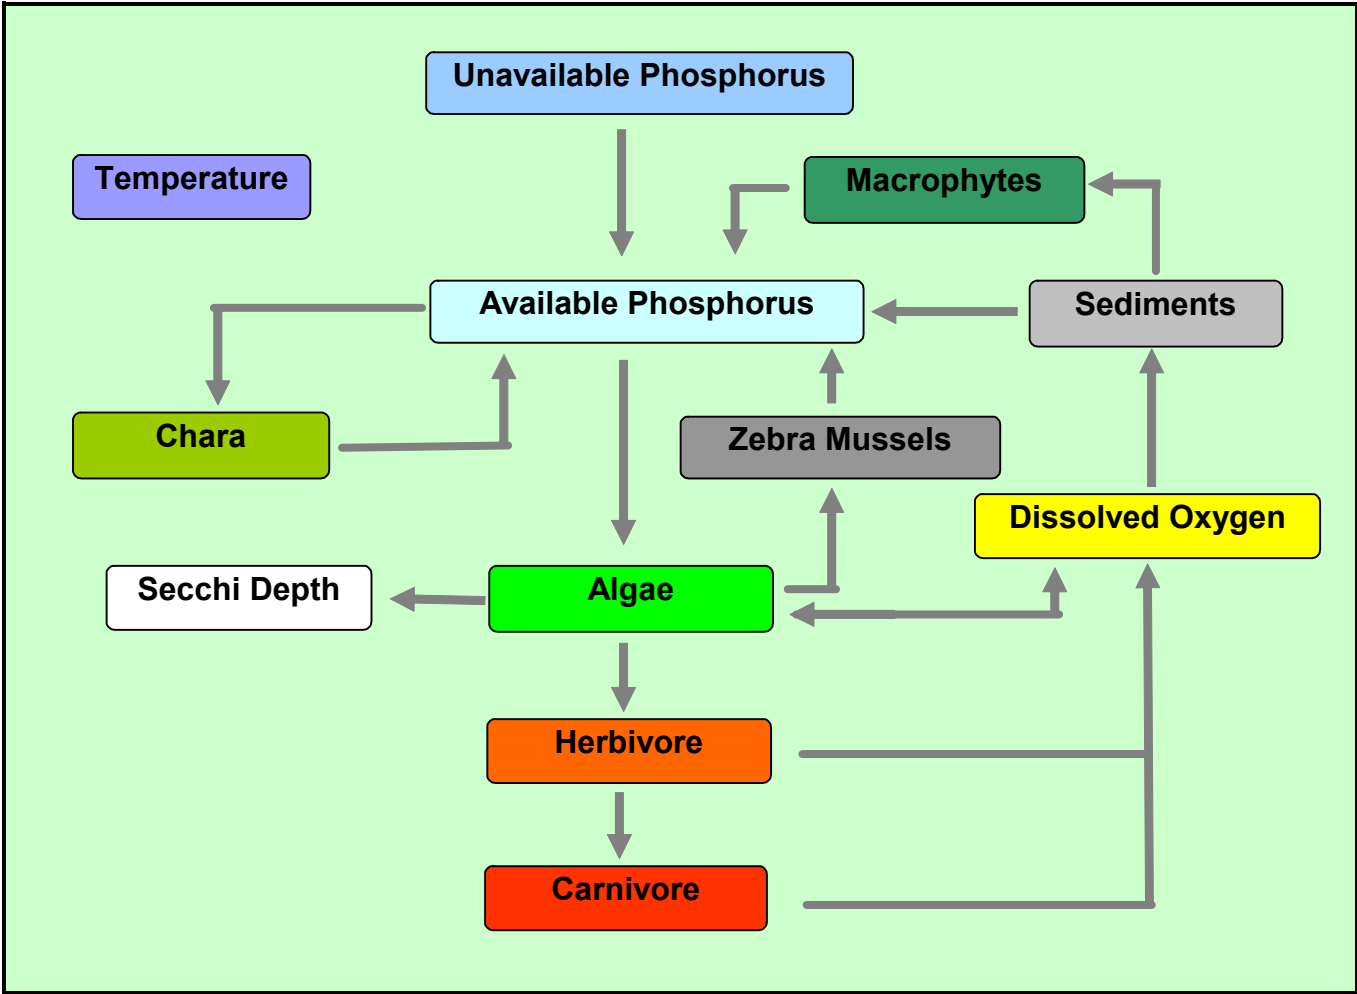 Unavailable Phosphorus
Temperature
Macrophytes
Available Phosphorus
Sediments
Chara
Zebra Mussels
Dissolved Oxygen
Secchi Depth
Algae
Herbivore
Carnivore